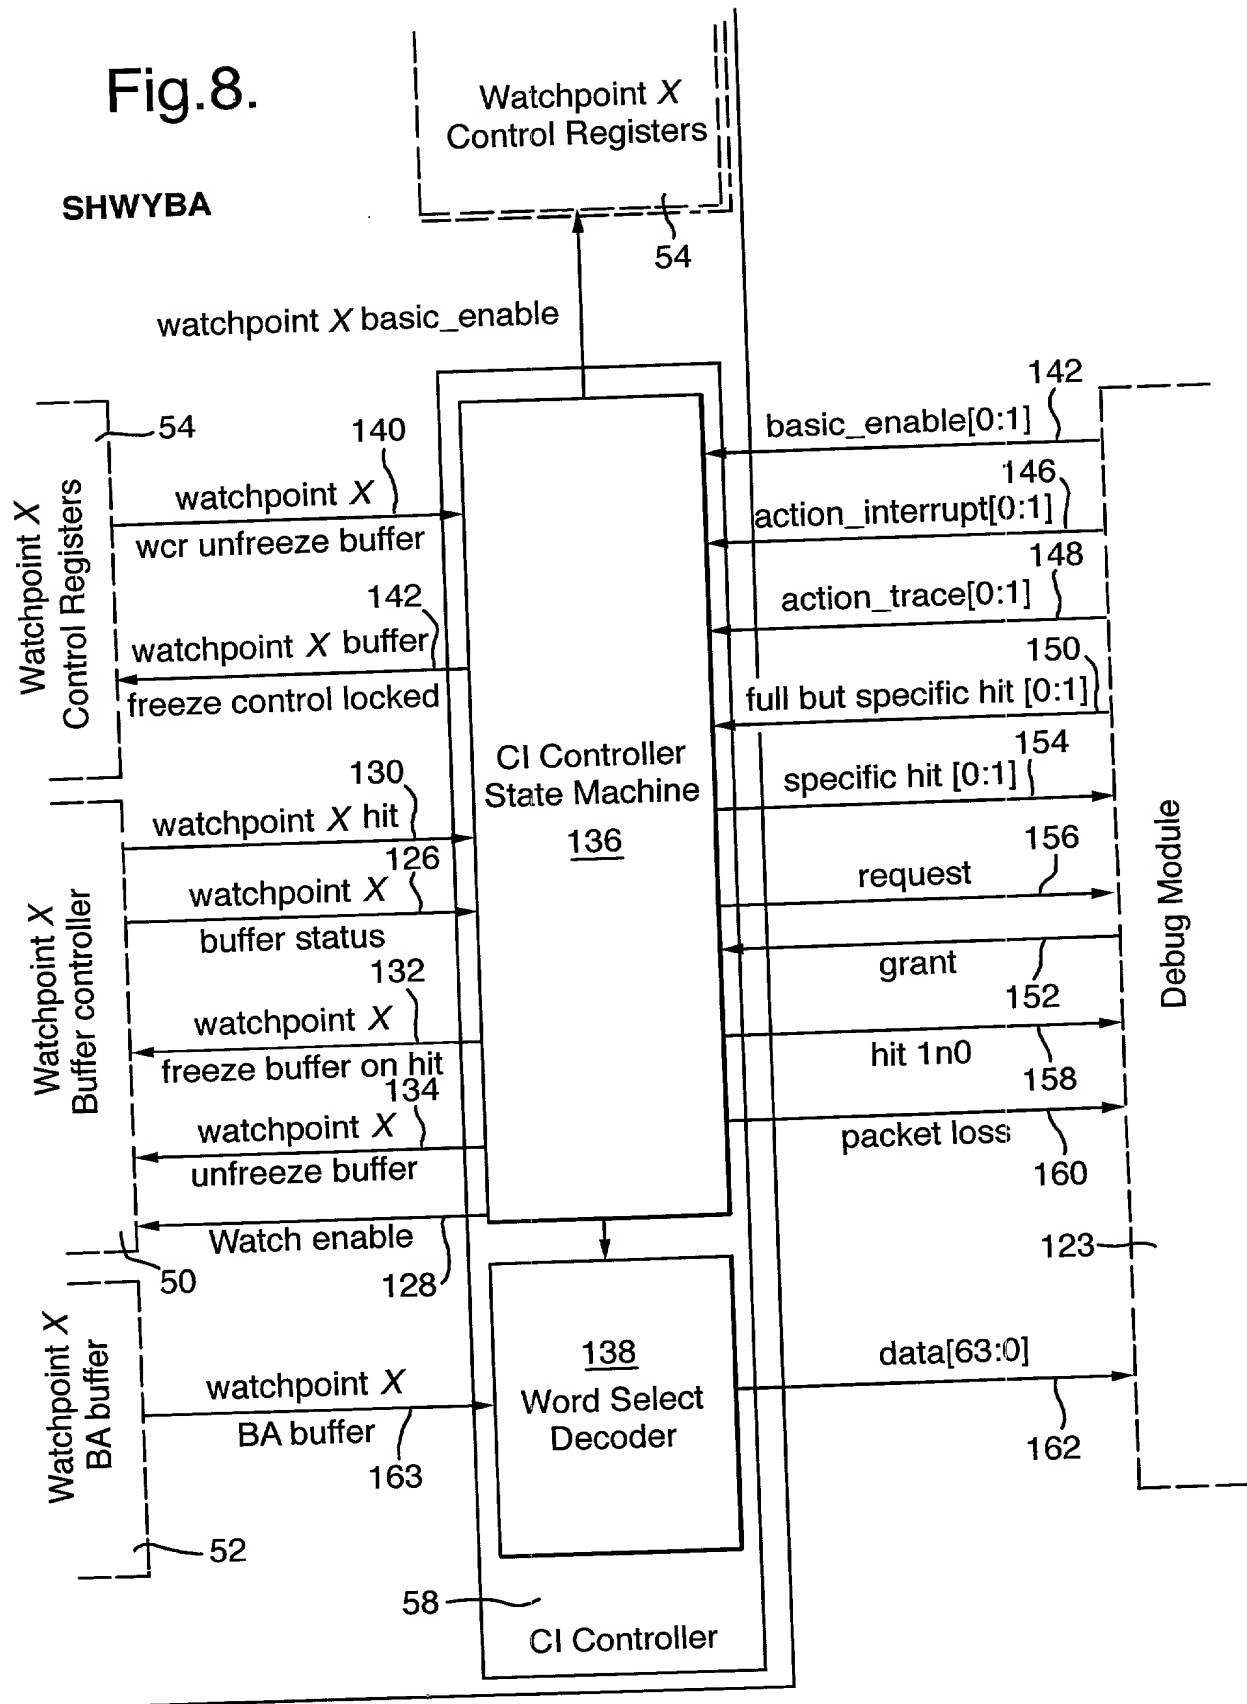 Fig.8.
SHWYBA
Watchpoint X
Control Registers
54
watchpoint X basic_enable
Watchpoint X
Control Registers
54
140
watchpoint X
wcr unfreeze buffer
142
watchpoint X buffer
freeze control locked
Watchpoint X
Buffer controller
130
watchpoint X hit
126
watchpoint X
buffer status
132
watchpoint X
freeze buffer on hit
134
watchpoint X
unfreeze buffer
Watch enable
50
128
Watchpoint X
BA buffer
watchpoint X
BA buffer
163
52
CI Controller
State Machine
136
138
Word Select
Decoder
58
CI Controller
142
basic_enable[0:1]
146
action_interrupt[0:1]
148
action_trace[0:1]
150
full but specific hit [0:1]
154
specific hit [0:1]
156
request
grant
152
hit 1n0
158
packet loss
160
Debug Module
123
data[63:0]
162